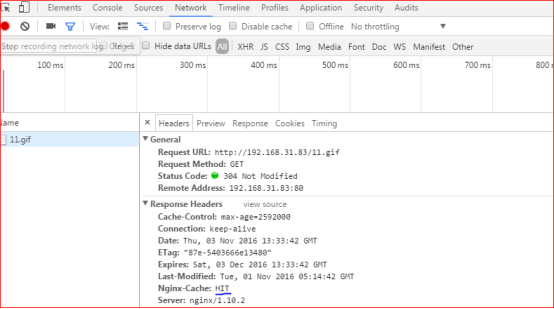 Elements Console Sources Network Timeline Profiles Application Security Audits
View: Preserve log Disable cache Offline No throttling
Stop recording network log Hide data URLs All XHR JS CSS Img Media Font Doc WS Manifest Other
100 ms 200 ms 300 ms 400 ms 500 ms 600 ms 700 ms 800 m
Name × Headers Preview Response Cookies Timing
11.gif
▼ General
Request URL: http://192.168.31.83/11.gif
Request Method: GET
Status Code: 304 Not Modified
Remote Address: 192.168.31.83:80
▼ Response Headers view source
Cache-Control: max-age=2592000
Connection: keep-alive
Date: Thu, 03 Nov 2016 13:33:42 GMT
ETag: "87e-5403666e13480"
Expires: Sat, 03 Dec 2016 13:33:42 GMT
Last-Modified: Tue, 01 Nov 2016 05:14:42 GMT
Nginx-Cache: HIT
Server: nginx/1.10.2